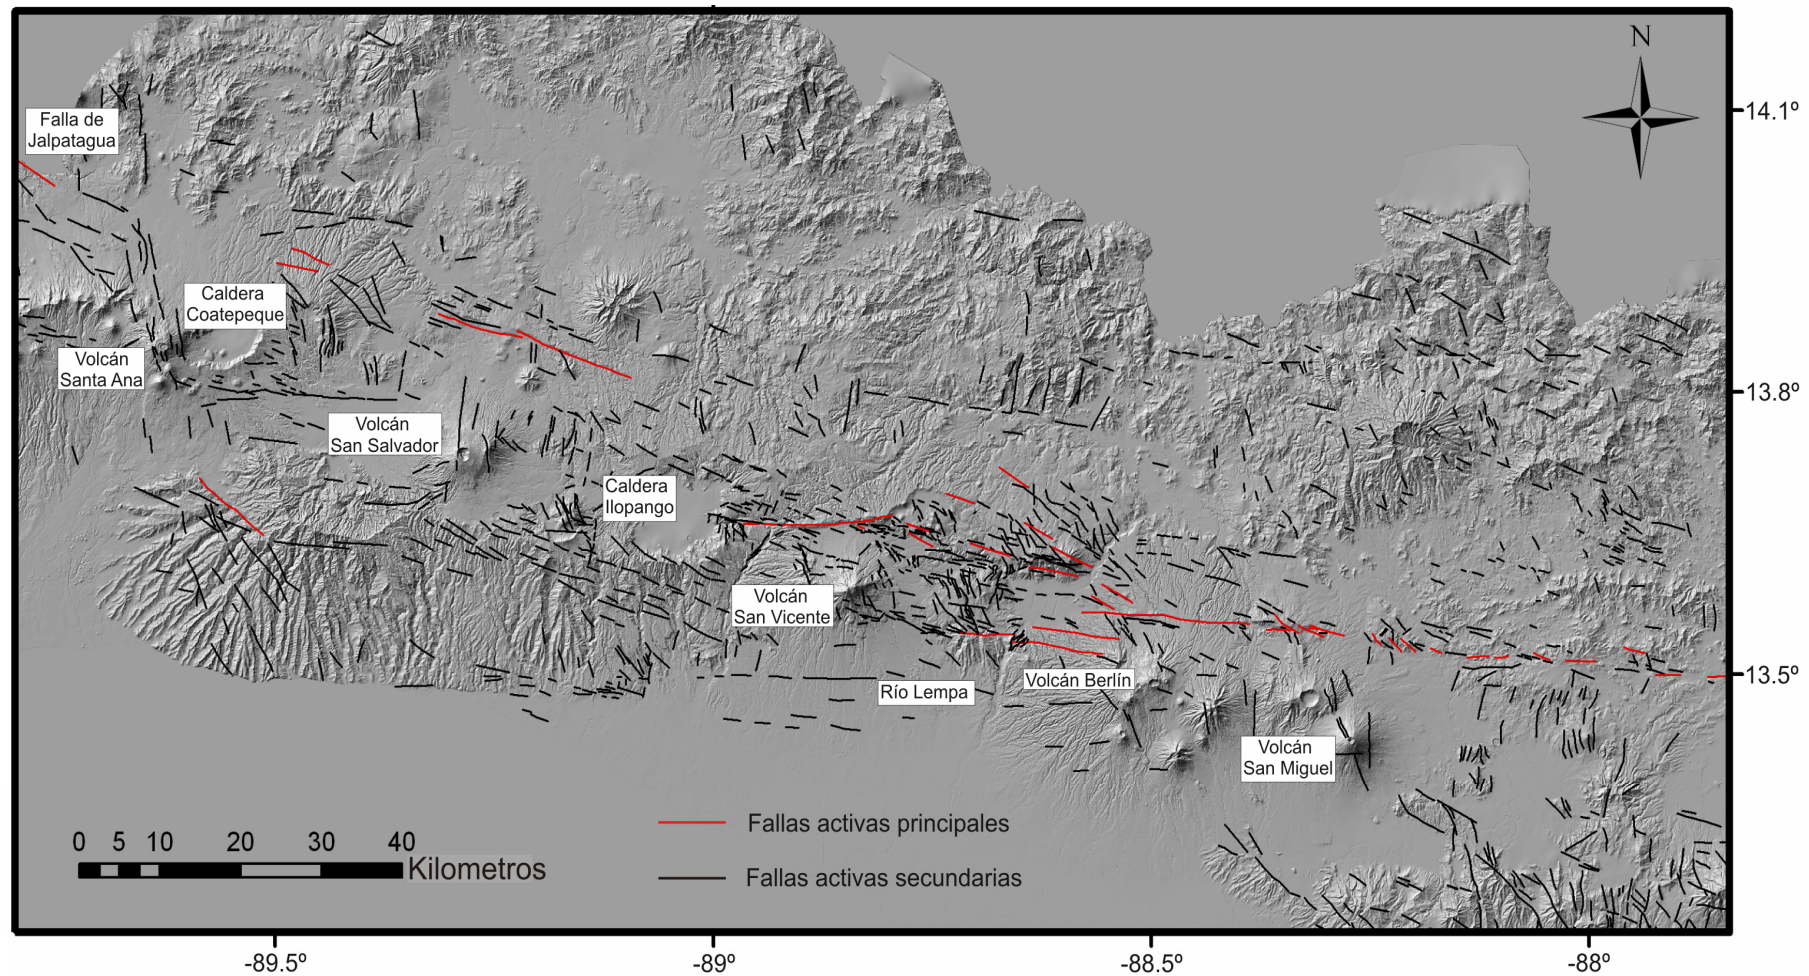 N
14.1º
Falla de
Jalpatagua
Caldera
Coatepeque
Volcán
Santa Ana
13.8º
Volcán
San Salvador
Caldera
Ilopango
Volcán
San Vicente
Río Lempa
Volcán Berlín
13.5º
Volcán
San Miguel
Fallas activas principales
Fallas activas secundarias
0 5 10 20 30 40
Kilometros
-89.5º -89º -88.5º -88º